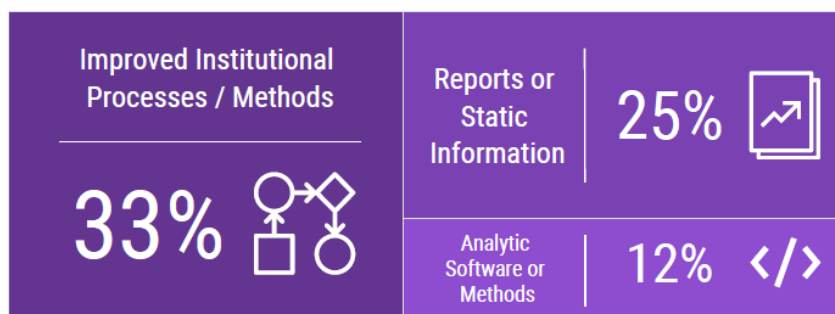 Improved Institutional
Processes / Methods
33%
Reports or
Static
Information
25%
Analytic
Software or
Methods
12%